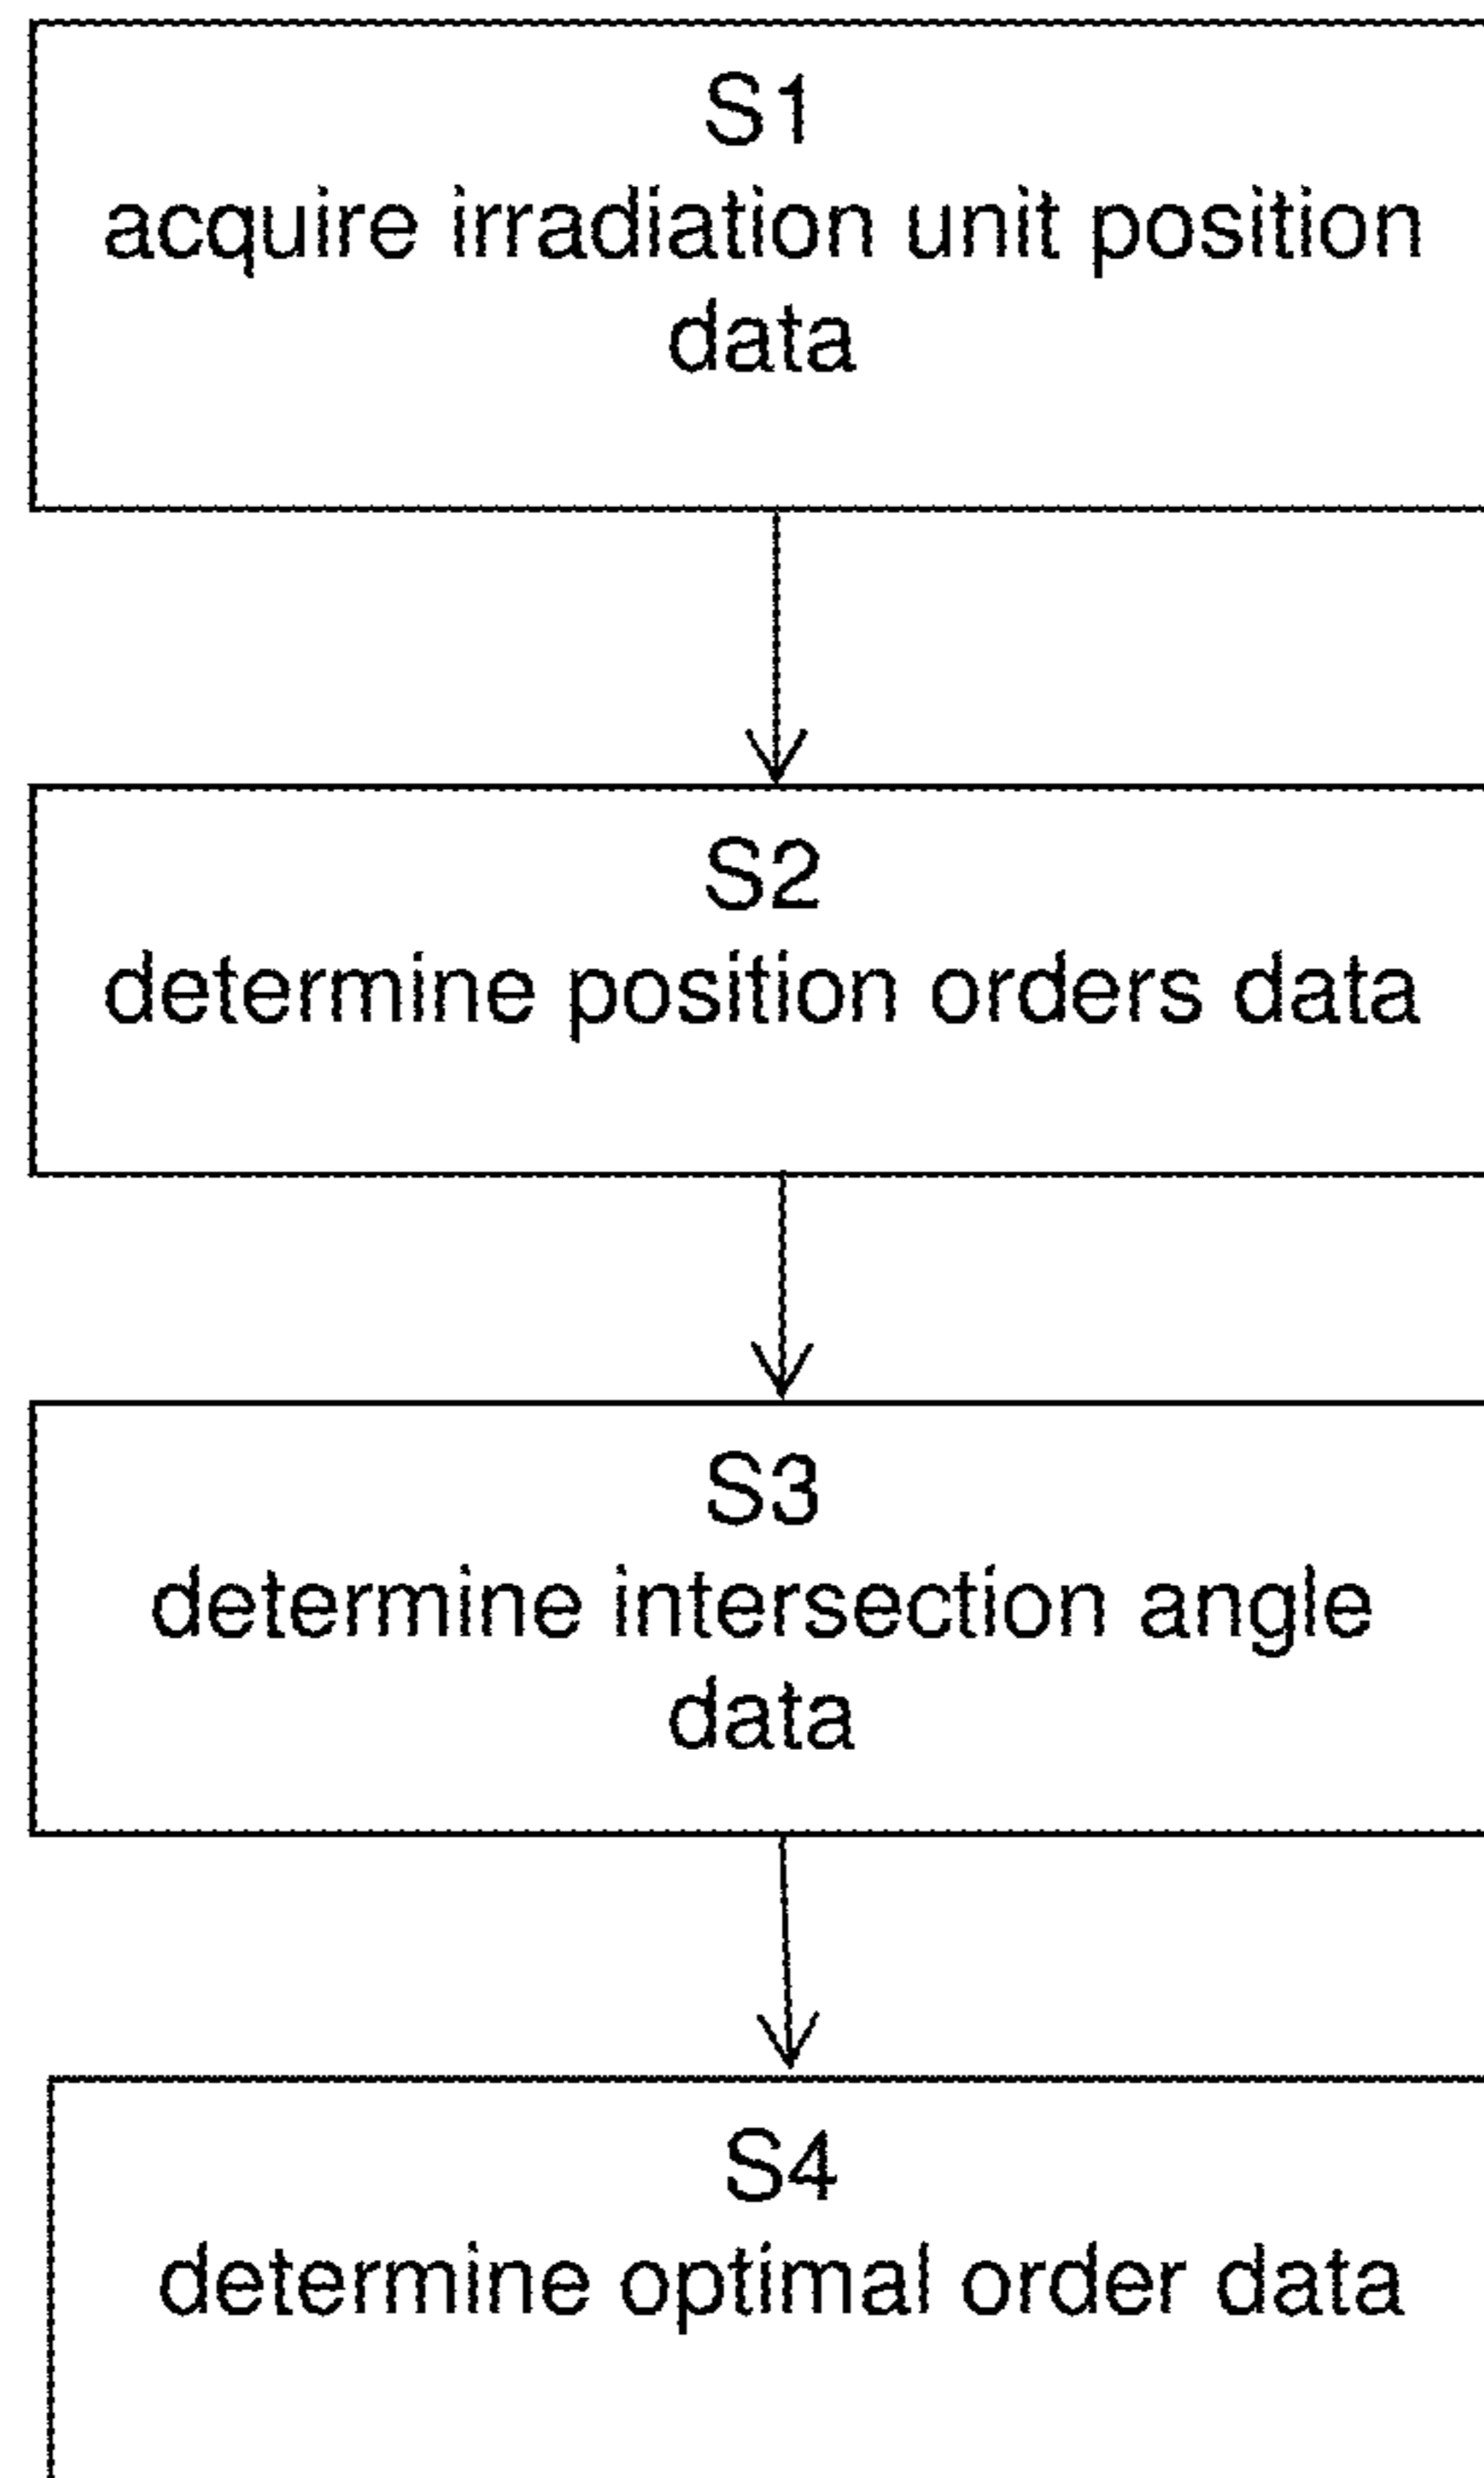 S1
acquire irradiation unit position
data
S2
determine position orders data
S3
determine intersection angle
data
S4
determine optimal order data